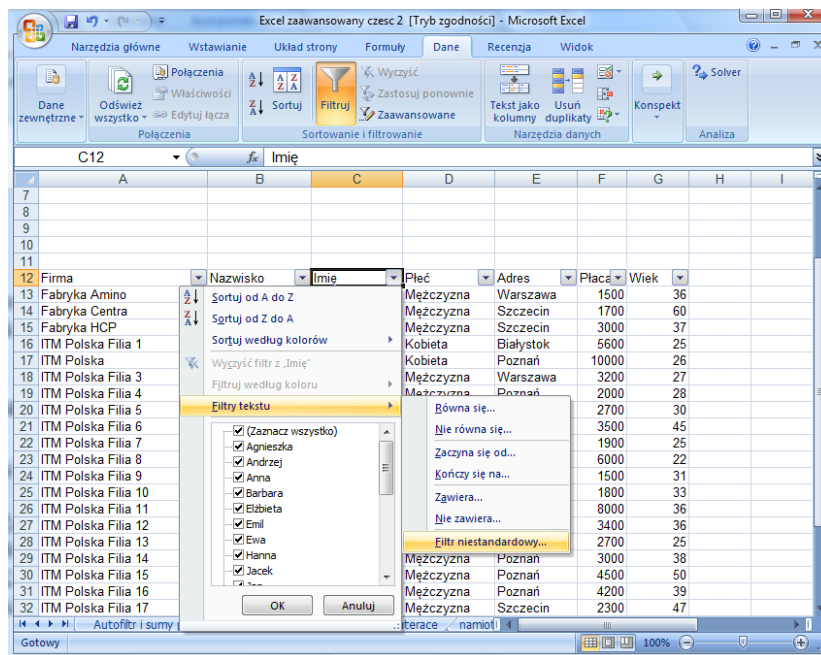 Excel zaawansowany czesc 2 [Tryb zgodności] - Microsoft Excel
Narzędzia główne Wstawianie Układ strony Formuły Dane Recenzja Widok
Dane zewnętrzne
Odśwież wszystko
Połączenia
Właściwości
Edytuj łącza
Połączenia
Sortuj
Filtruj
Wyczyść
Zastosuj ponownie
Zaawansowane
Sortowanie i filtrowanie
Tekst jako kolumny
Usuń duplikaty
Narzędzia danych
Konspekt
Solver
Analiza
C12 fx Imię
A B C D E F G H I
7
8
9
10
11
12 Firma Nazwisko Imię Płeć Adres Płaca Wiek
13 Fabryka Amino Mężczyzna Warszawa 1500 36
14 Fabryka Centra Mężczyzna Szczecin 1700 60
15 Fabryka HCP Mężczyzna Szczecin 3000 37
16 ITM Polska Filia 1 Kobieta Białystok 5600 25
17 ITM Polska Kobieta Poznań 10000 26
18 ITM Polska Filia 3 Mężczyzna Warszawa 3200 27
19 ITM Polska Filia 4 Mężczyzna Poznań 2000 28
20 ITM Polska Filia 5 2700 30
21 ITM Polska Filia 6 3500 45
22 ITM Polska Filia 7 1900 25
23 ITM Polska Filia 8 6000 22
24 ITM Polska Filia 9 1500 31
25 ITM Polska Filia 10 1800 33
26 ITM Polska Filia 11 8000 36
27 ITM Polska Filia 12 3400 36
28 ITM Polska Filia 13 2700 25
29 ITM Polska Filia 14 Mężczyzna Poznań 3000 38
30 ITM Polska Filia 15 Mężczyzna Poznań 4500 50
31 ITM Polska Filia 16 Mężczyzna Poznań 4200 39
32 ITM Polska Filia 17 Mężczyzna Szczecin 2300 47
Sortuj od A do Z
Sortuj od Z do A
Sortuj według kolorów
Wyczyść filtr z „Imię”
Filtruj według koloru
Filtry tekstu
(Zaznacz wszystko)
Agnieszka
Andrzej
Anna
Barbara
Elżbieta
Emil
Ewa
Hanna
Jacek
OK Anuluj
Równa się...
Nie równa się...
Zaczyna się od...
Kończy się na...
Zawiera...
Nie zawiera...
Filtr niestandardowy...
Autofiltr i sumy
Gotowy 100%